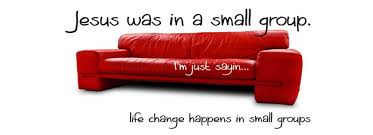 Jesus was in a small group.
I'm just sayin...
life change happens in small groups